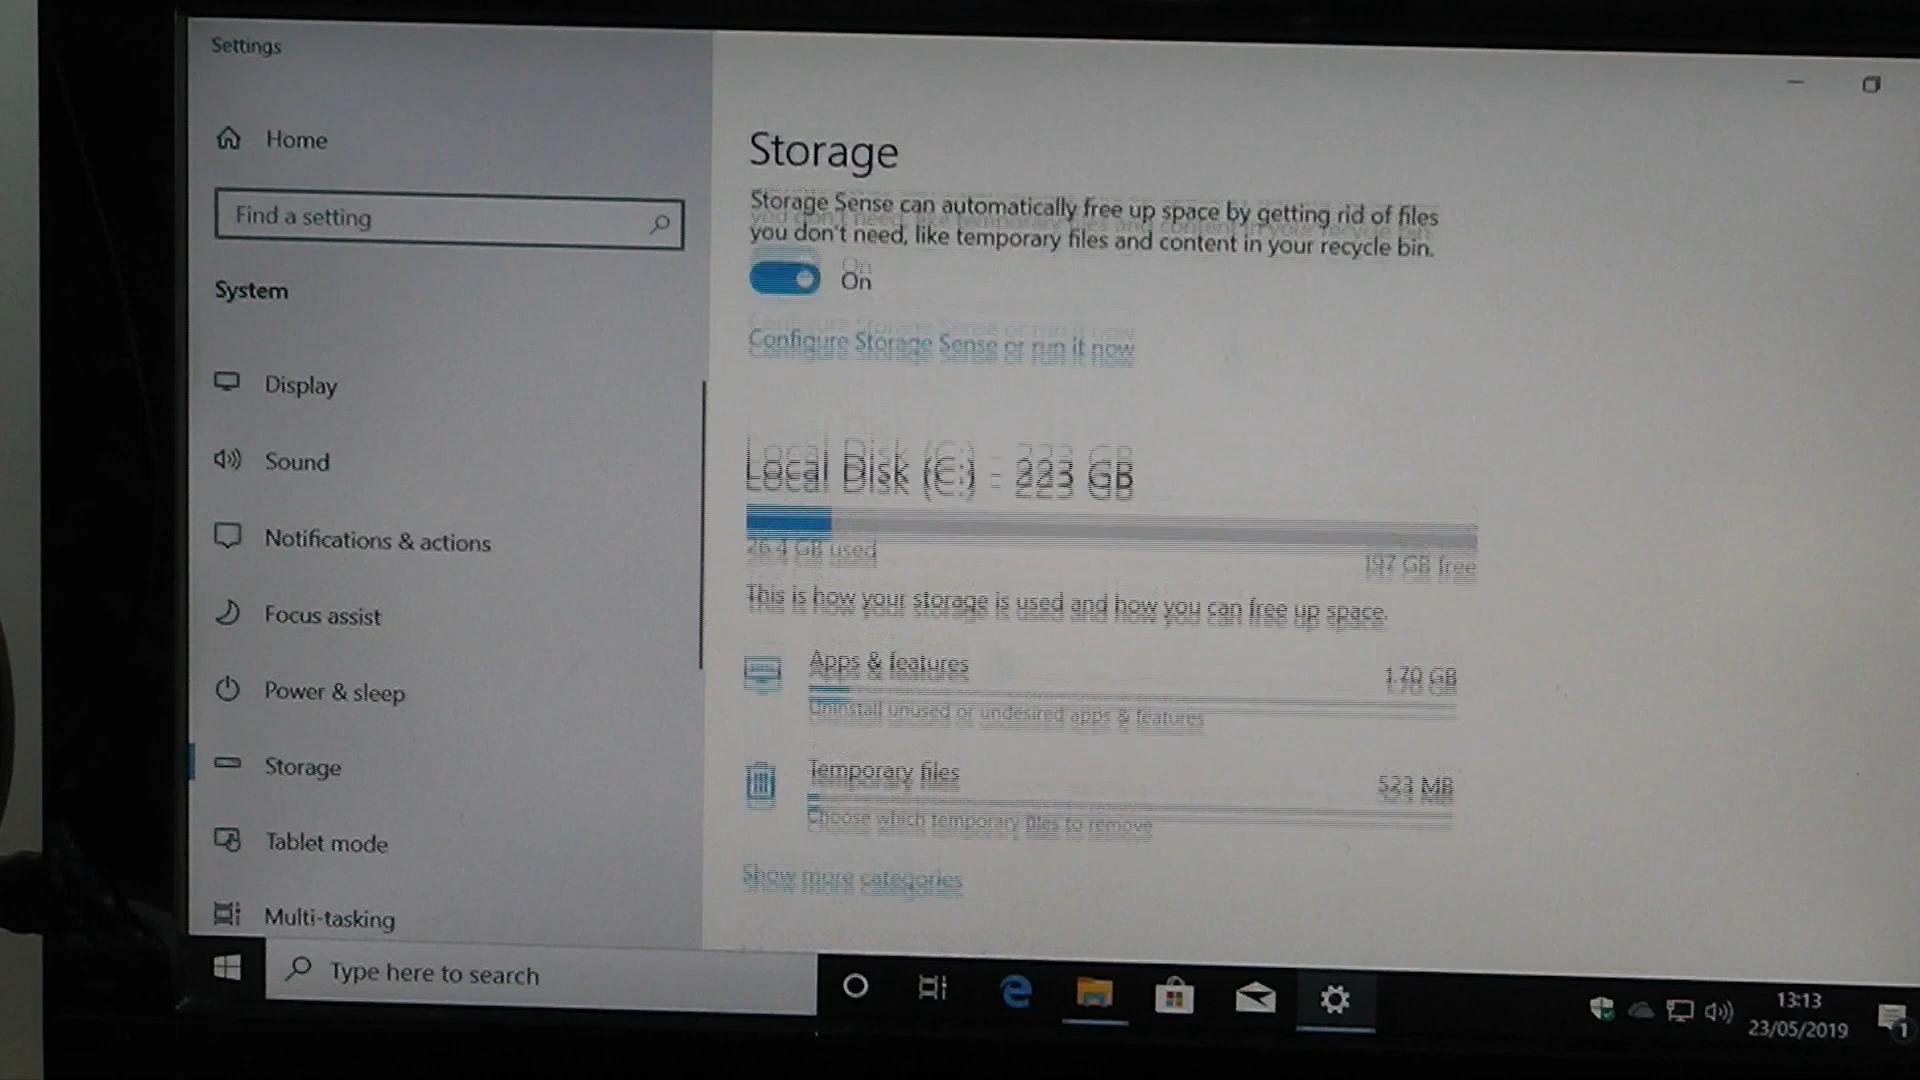 Settings
Home
Find a setting
System
Display
Sound
Notifications & actions
Focus assist
Power & sleep
Storage
Tablet mode
Multi-tasking
Storage
Storage Sense can automatically free up space by getting rid of files
you don't need, like temporary files and content in your recycle bin.
On
Configure Storage Sense or run it now
Local Disk (C:) - 223 GB
26.4 GB used
197 GB free
This is how your storage is used and how you can free up space.
Apps & features
1.70 GB
Uninstall unused or undesired apps & features
Temporary files
523 MB
Choose which temporary files to remove
Show more categories
Type here to search
13:13
23/05/2019
1